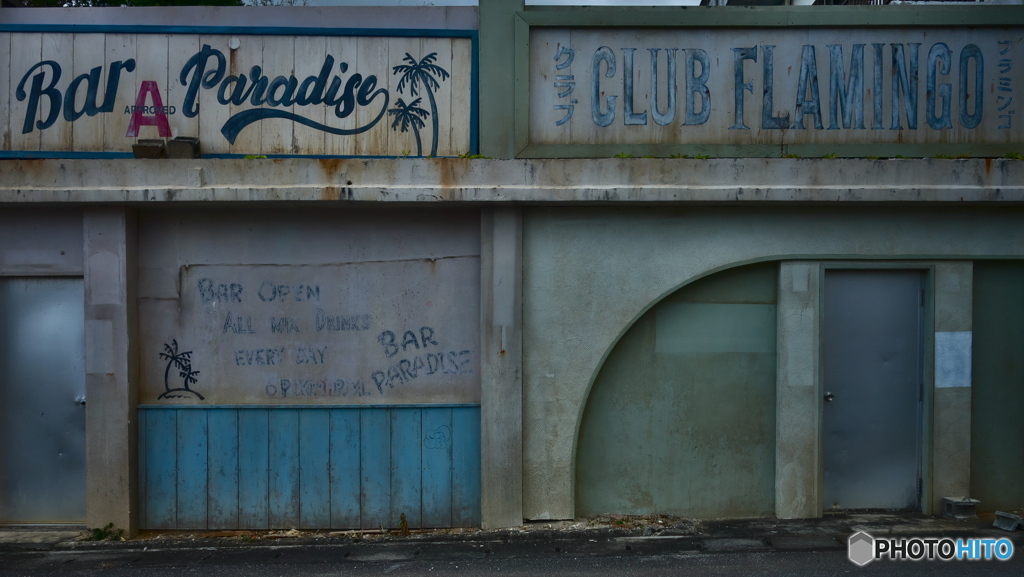 Bar Paradise
A
APPROVED
クラブ
CLUB FLAMINGO
フラミンゴ
BAR OPEN
ALL MIX DRINKS
EVERY DAY
BAR
PARADISE
PHOTOHITO